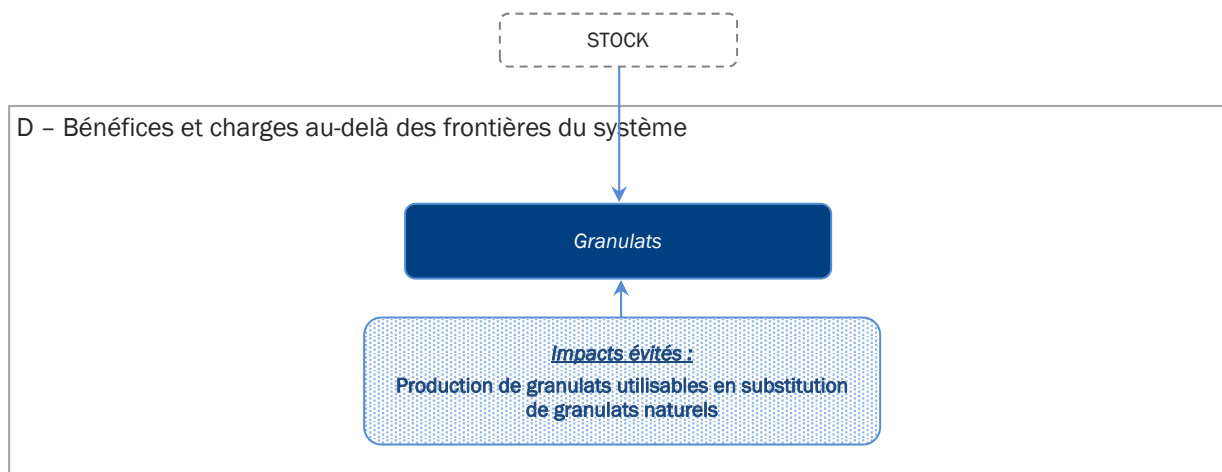 STOCK
D – Bénéfices et charges au-delà des frontières du système
Granulats
Impacts évités :
Production de granulats utilisables en substitution
de granulats naturels